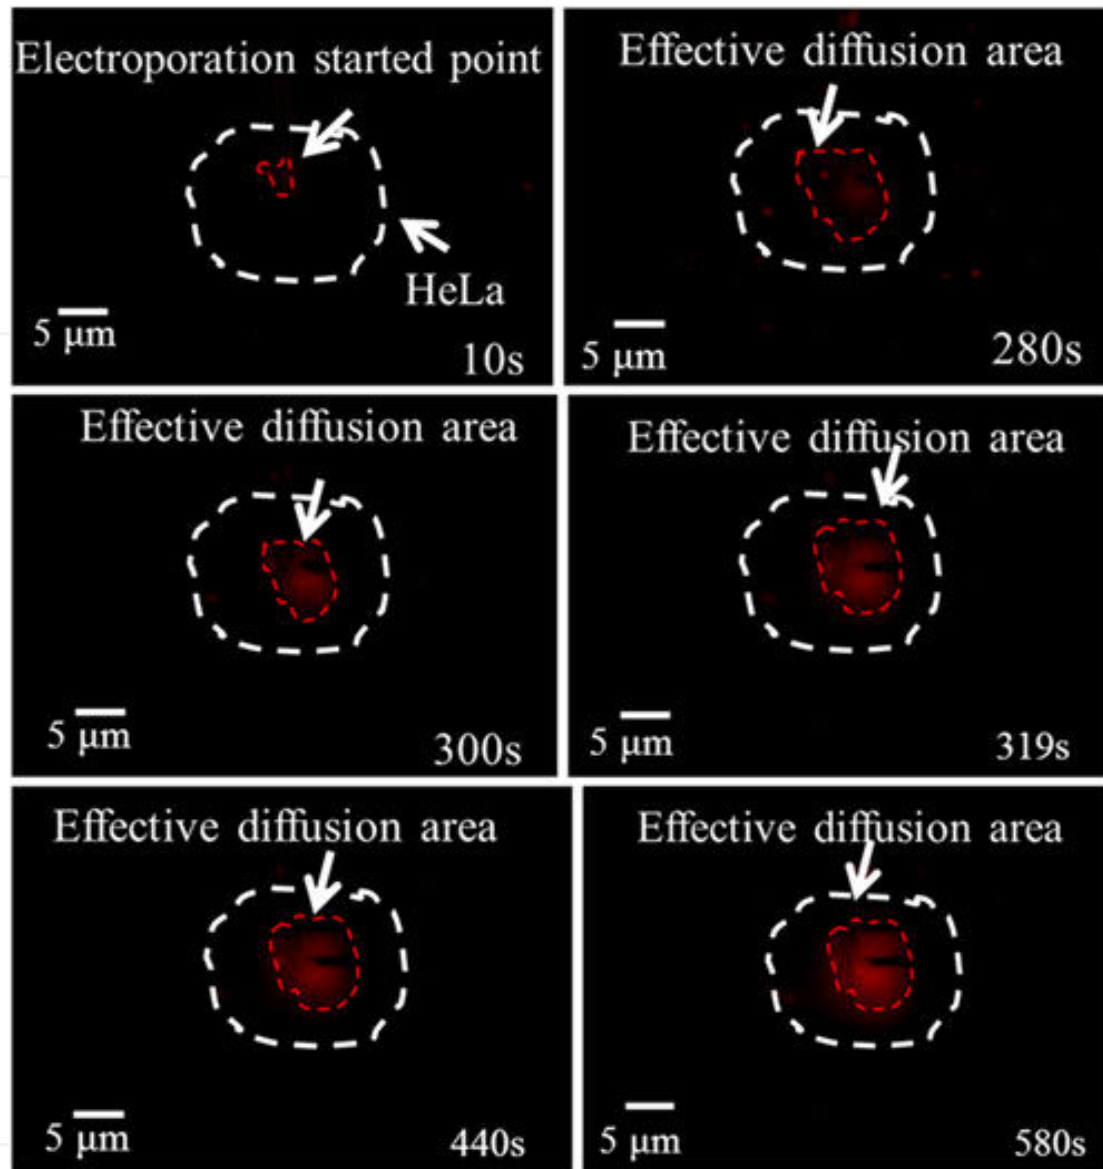 Electroporation started point
HeLa
5 μm
10s
Effective diffusion area
5 μm
280s
Effective diffusion area
5 μm
300s
Effective diffusion area
5 μm
319s
Effective diffusion area
5 μm
440s
Effective diffusion area
5 μm
580s